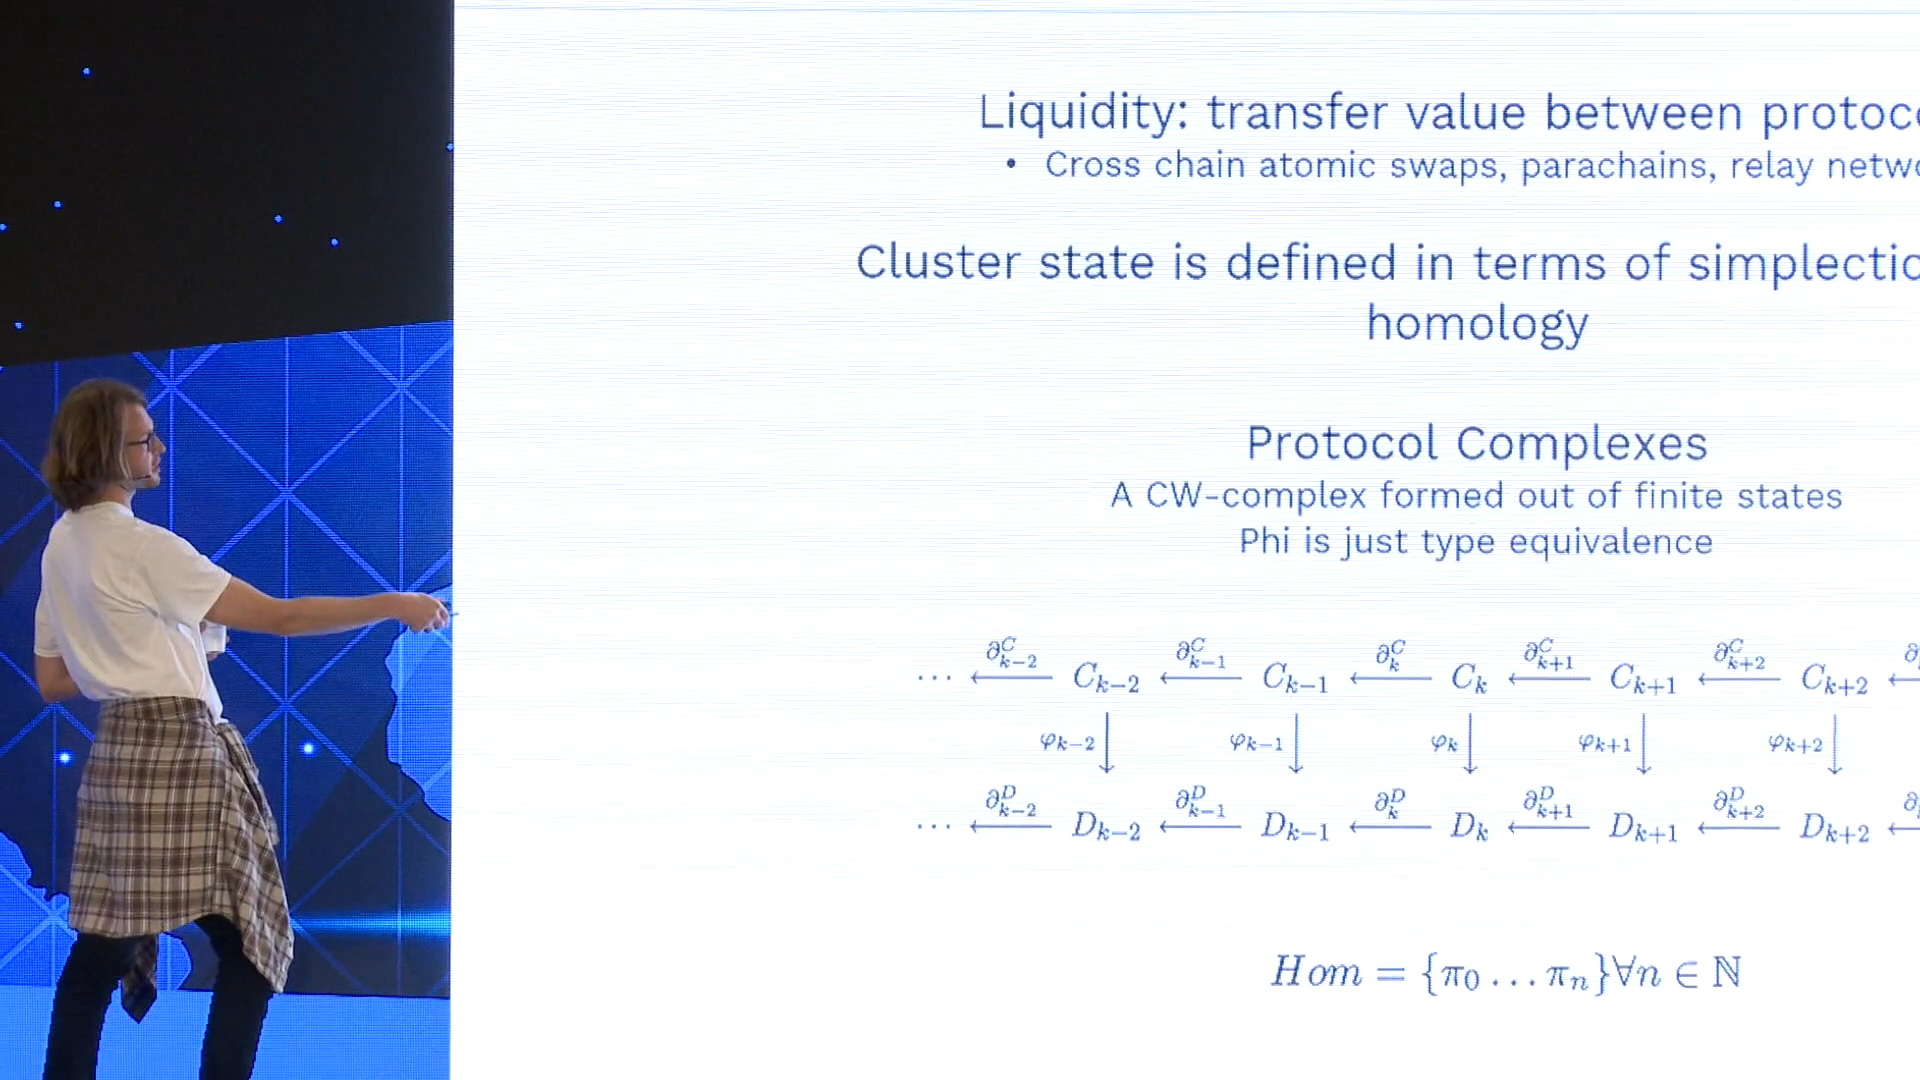 Liquidity: transfer value between protoc
• Cross chain atomic swaps, parachains, relay netw
Cluster state is defined in terms of simplectic
homology
Protocol Complexes
A CW-complex formed out of finite states
Phi is just type equivalence
∂^C_{k−2} ∂^C_{k−1} ∂^C_k ∂^C_{k+1} ∂^C_{k+2} ∂
⋯ ← C_{k−2} ← C_{k−1} ← C_k ← C_{k+1} ← C_{k+2} ←
φ_{k−2}↓ φ_{k−1}↓ φ_k↓ φ_{k+1}↓ φ_{k+2}↓
∂^D_{k−2} ∂^D_{k−1} ∂^D_k ∂^D_{k+1} ∂^D_{k+2} ∂
⋯ ← D_{k−2} ← D_{k−1} ← D_k ← D_{k+1} ← D_{k+2} ←
Hom = {π_0 … π_n}∀n ∈ ℕ